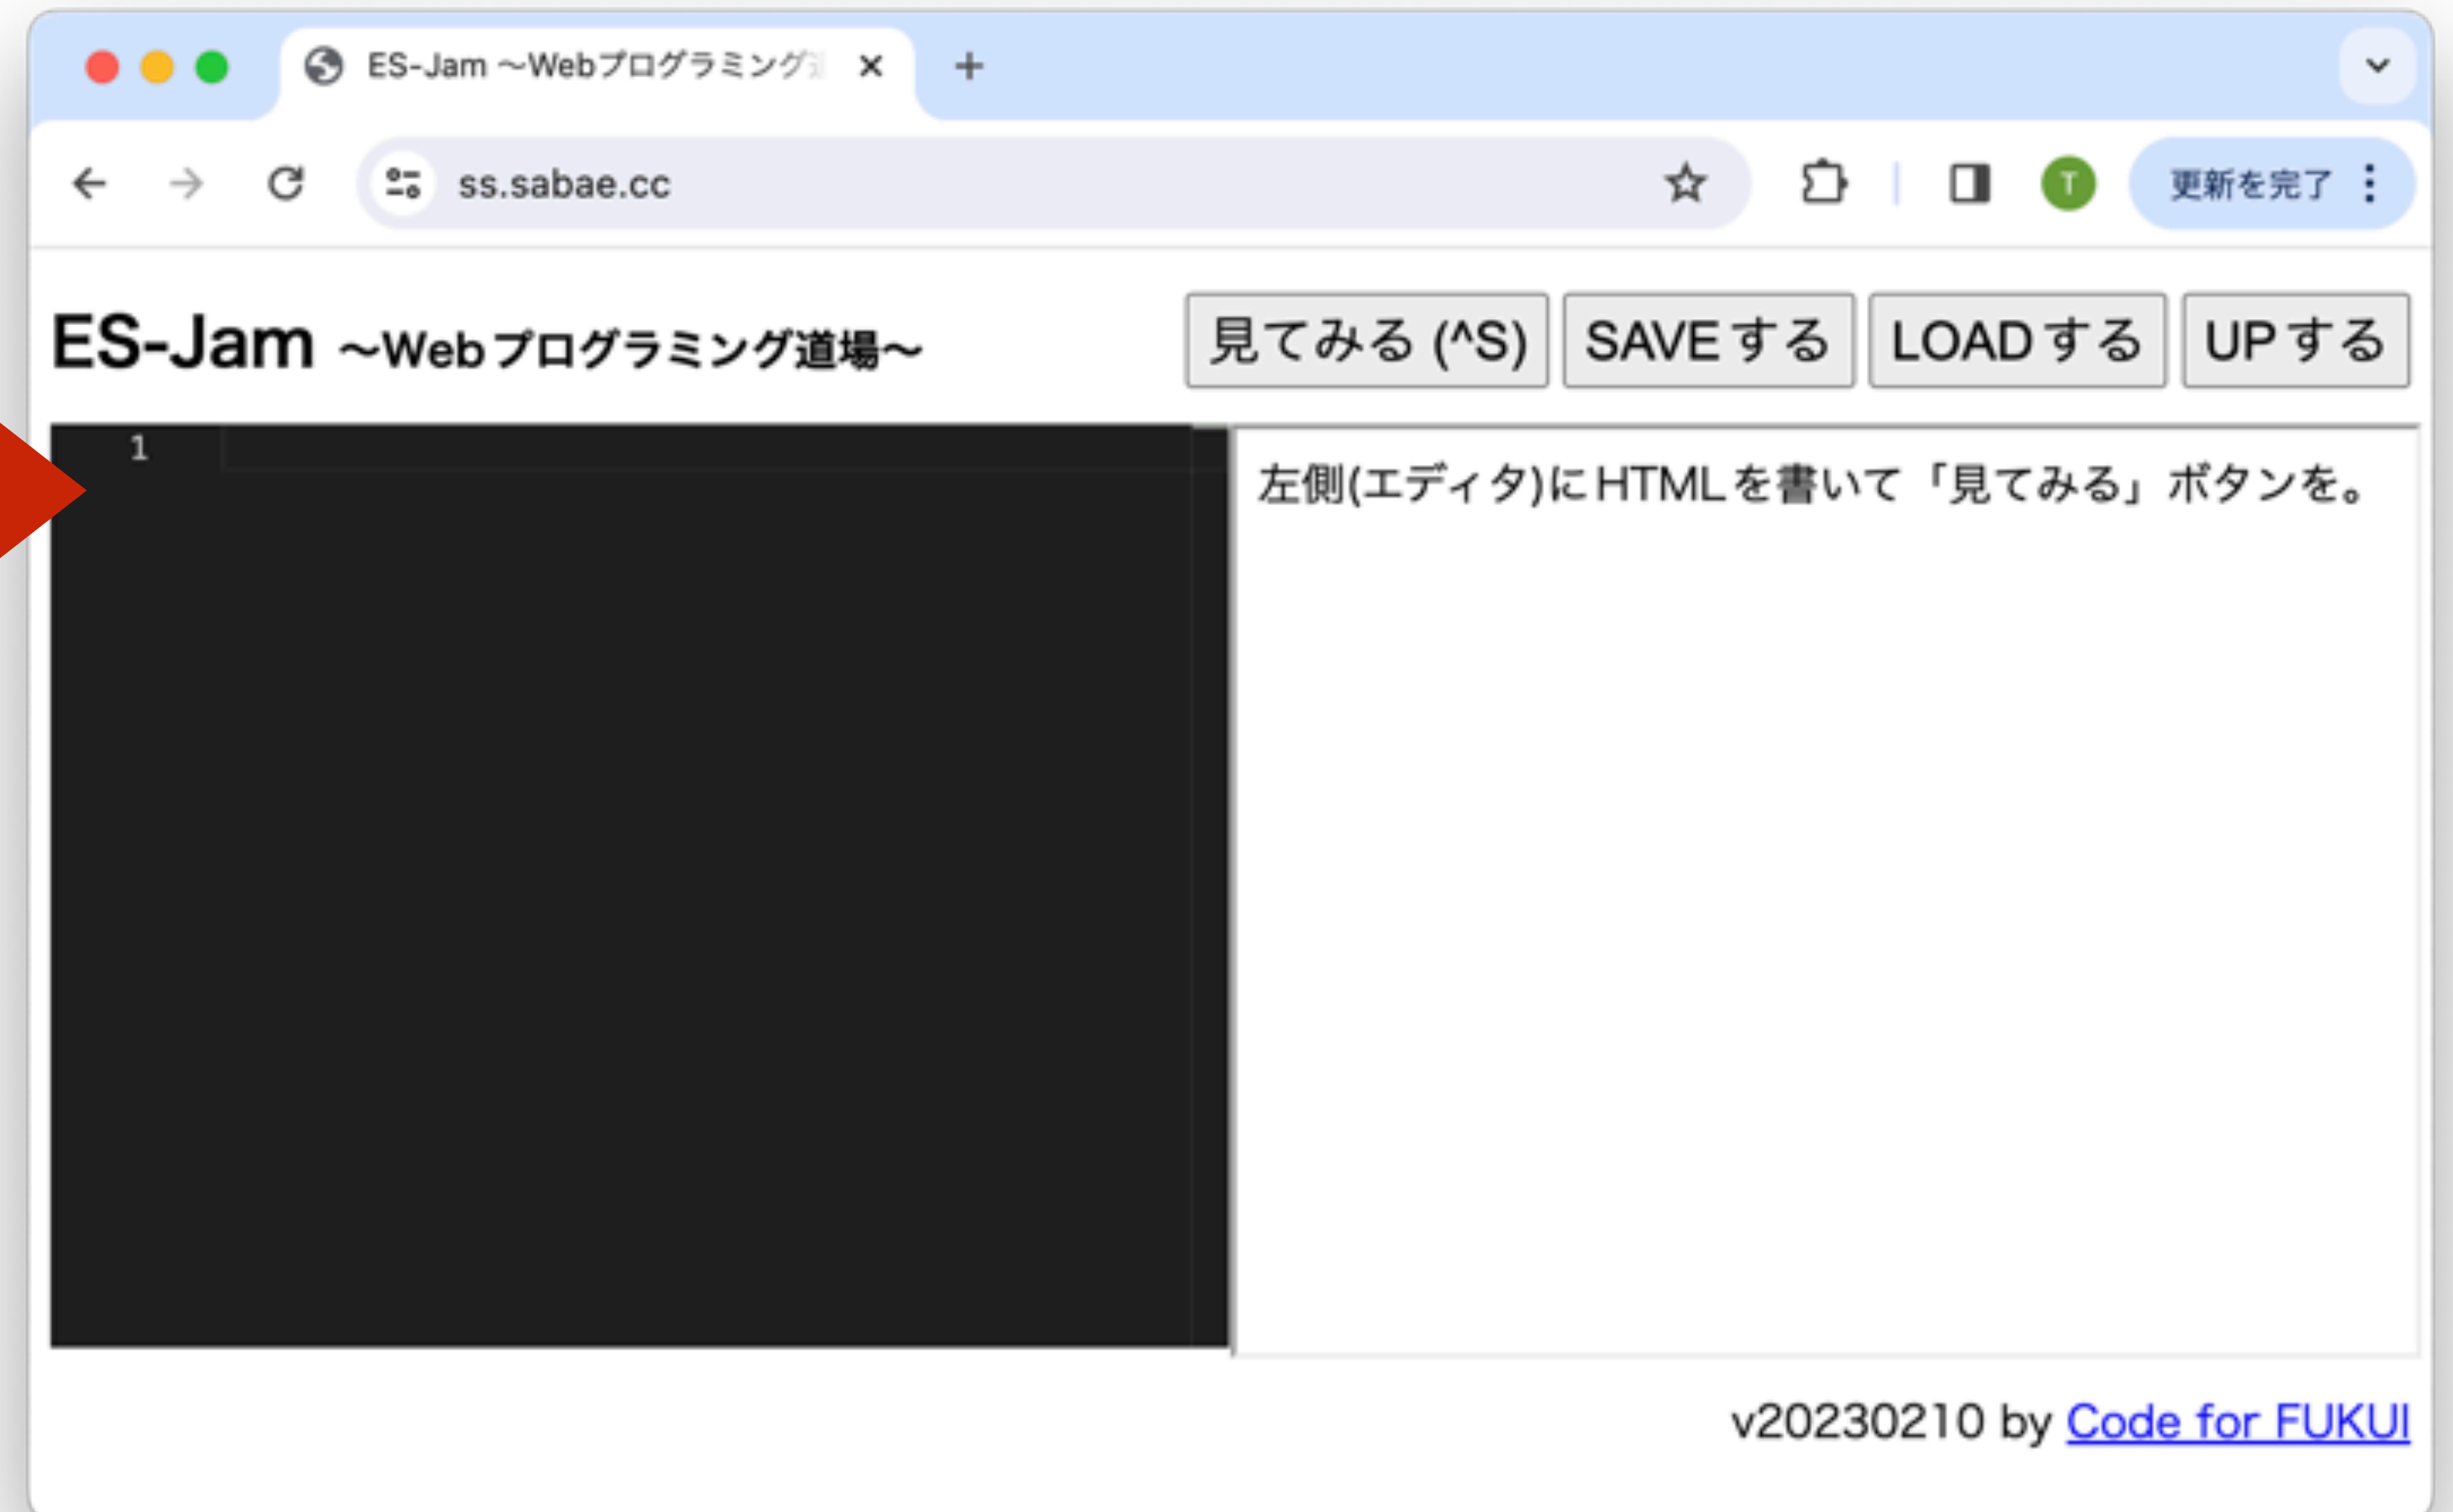 ES-Jam 〜Webプログラミング
ss.sabae.cc
T
更新を完了
ES-Jam 〜Webプログラミング道場〜
見てみる (^S)
SAVEする
LOADする
UPする
1
左側(エディタ)にHTMLを書いて「見てみる」ボタンを。
v20230210 by Code for FUKUI